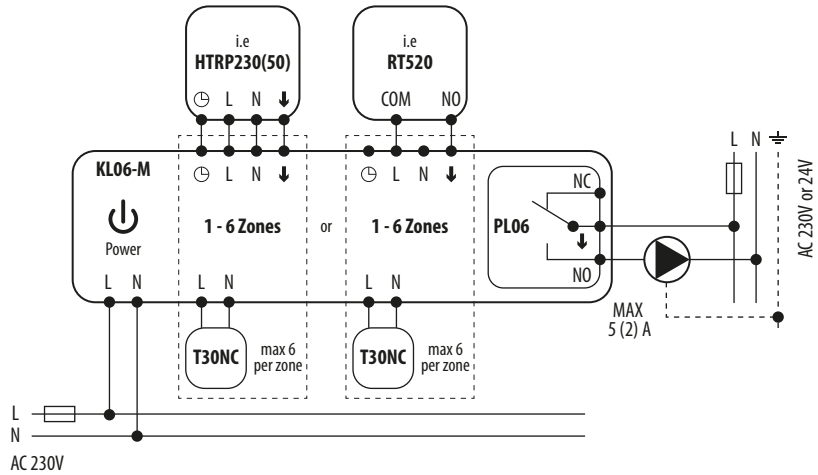 i.e
HTRP230(50)
L N
i.e
RT520
COM NO
KL06-M
Power
L N
1 - 6 Zones
or
L N
1 - 6 Zones
PL06
NC
NO
L N
AC 230V or 24V
MAX
5 (2) A
L N
L N
L N
T30NC
max 6
per zone
T30NC
max 6
per zone
L
N
AC 230V